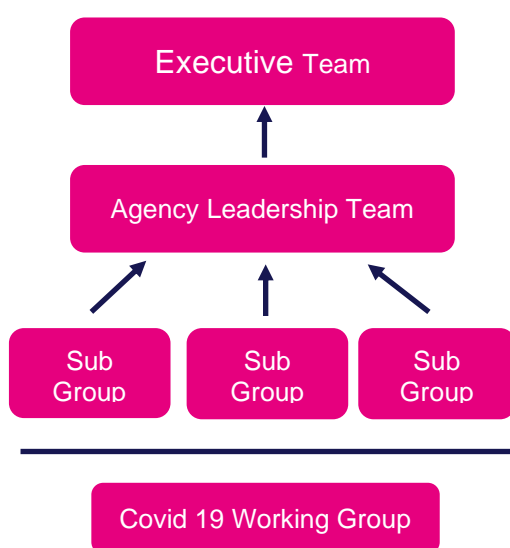 Executive Team
Agency Leadership Team
Sub Sub Sub
Group Group Group
Covid 19 Working Group